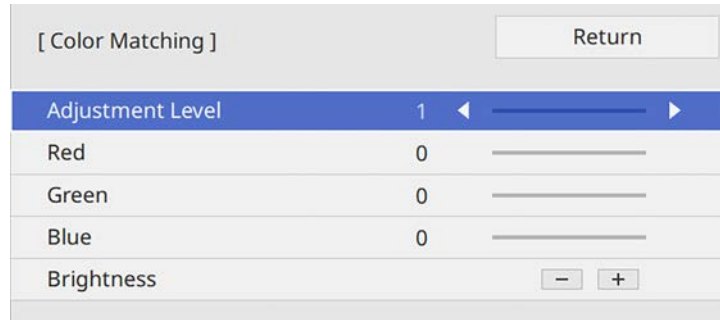 [ Color Matching ]
Return
Adjustment Level 1
Red 0
Green 0
Blue 0
Brightness − +